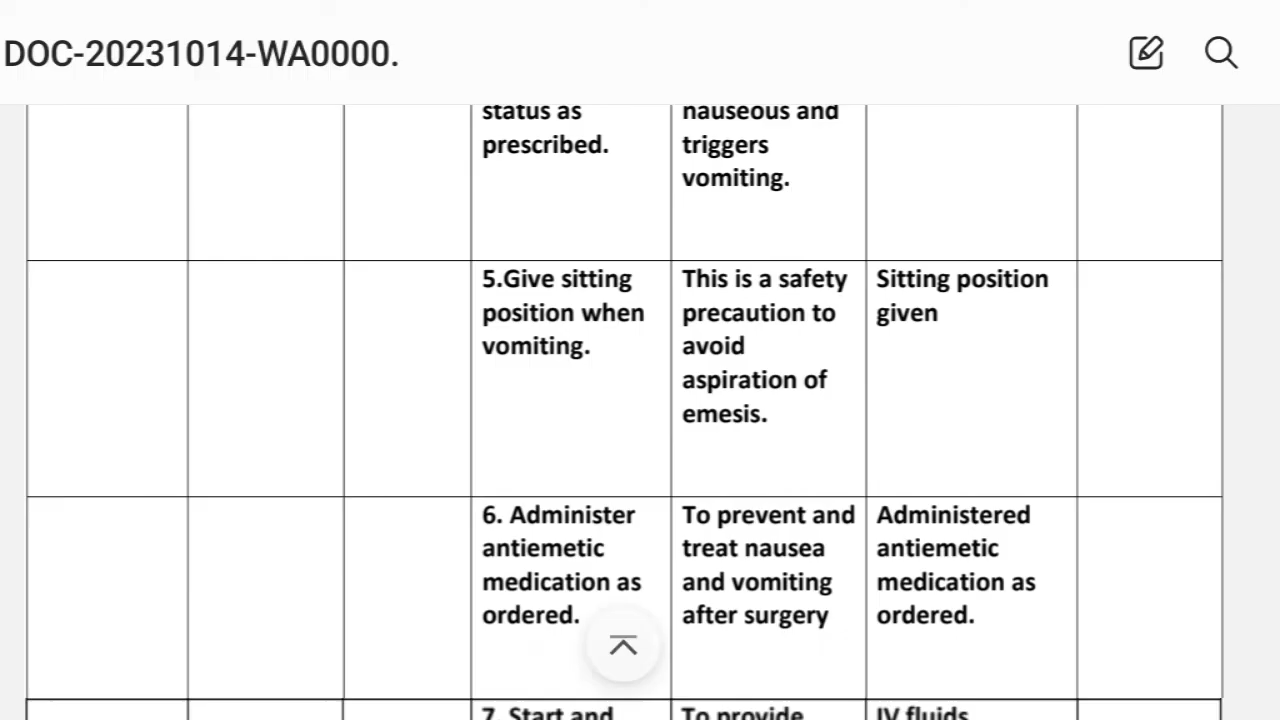 DOC-20231014-WA0000.
status as
prescribed.
nauseous and
triggers
vomiting.
5.Give sitting
position when
vomiting.
This is a safety
precaution to
avoid
aspiration of
emesis.
Sitting position
given
6. Administer
antiemetic
medication as
ordered.
To prevent and
treat nausea
and vomiting
after surgery
Administered
antiemetic
medication as
ordered.
7. Start and
To provide
IV fluids